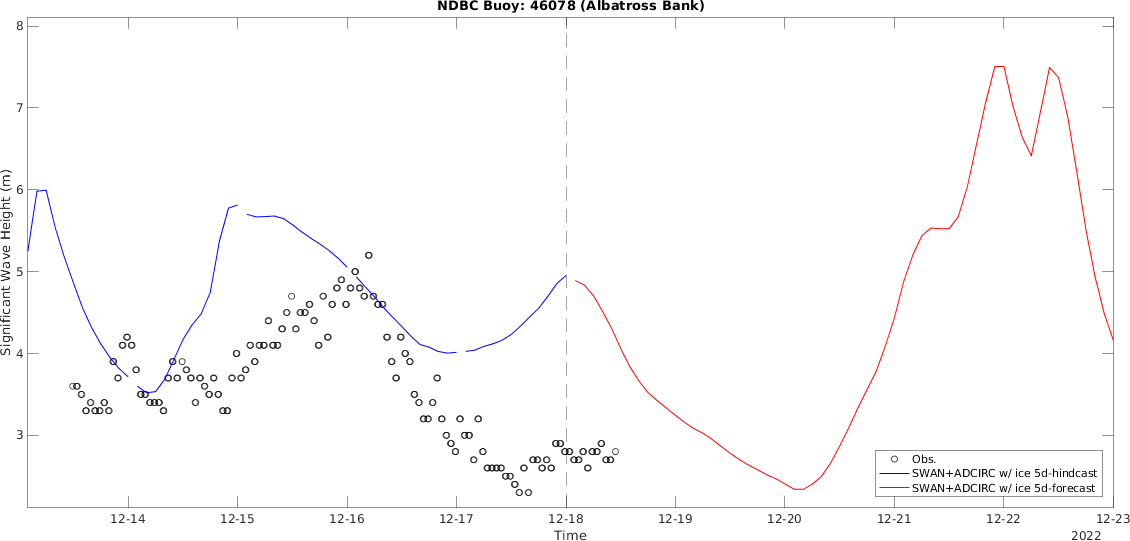 NDBC Buoy: 46078 (Albatross Bank)
8
7
6
5
4
3
Significant Wave Height (m)
Obs.
SWAN+ADCIRC w/ ice 5d-hindcast
SWAN+ADCIRC w/ ice 5d-forecast
12-14 12-15 12-16 12-17 12-18 12-19 12-20 12-21 12-22 12-23
Time
2022